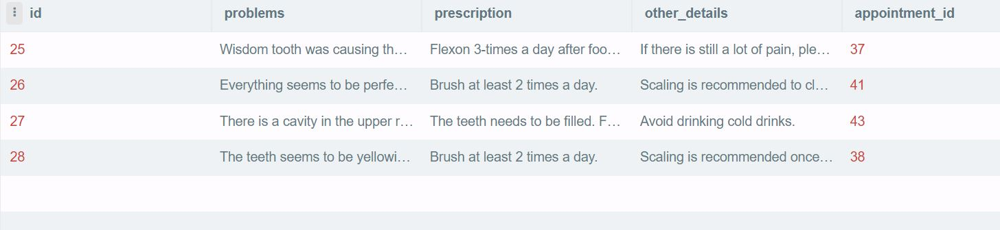 id problems prescription other_details appointment_id
25 Wisdom tooth was causing th… Flexon 3-times a day after foo… If there is still a lot of pain, ple… 37
26 Everything seems to be perfe… Brush at least 2 times a day. Scaling is recommended to cl… 41
27 There is a cavity in the upper r… The teeth needs to be filled. F… Avoid drinking cold drinks. 43
28 The teeth seems to be yellowi… Brush at least 2 times a day. Scaling is recommended once… 38